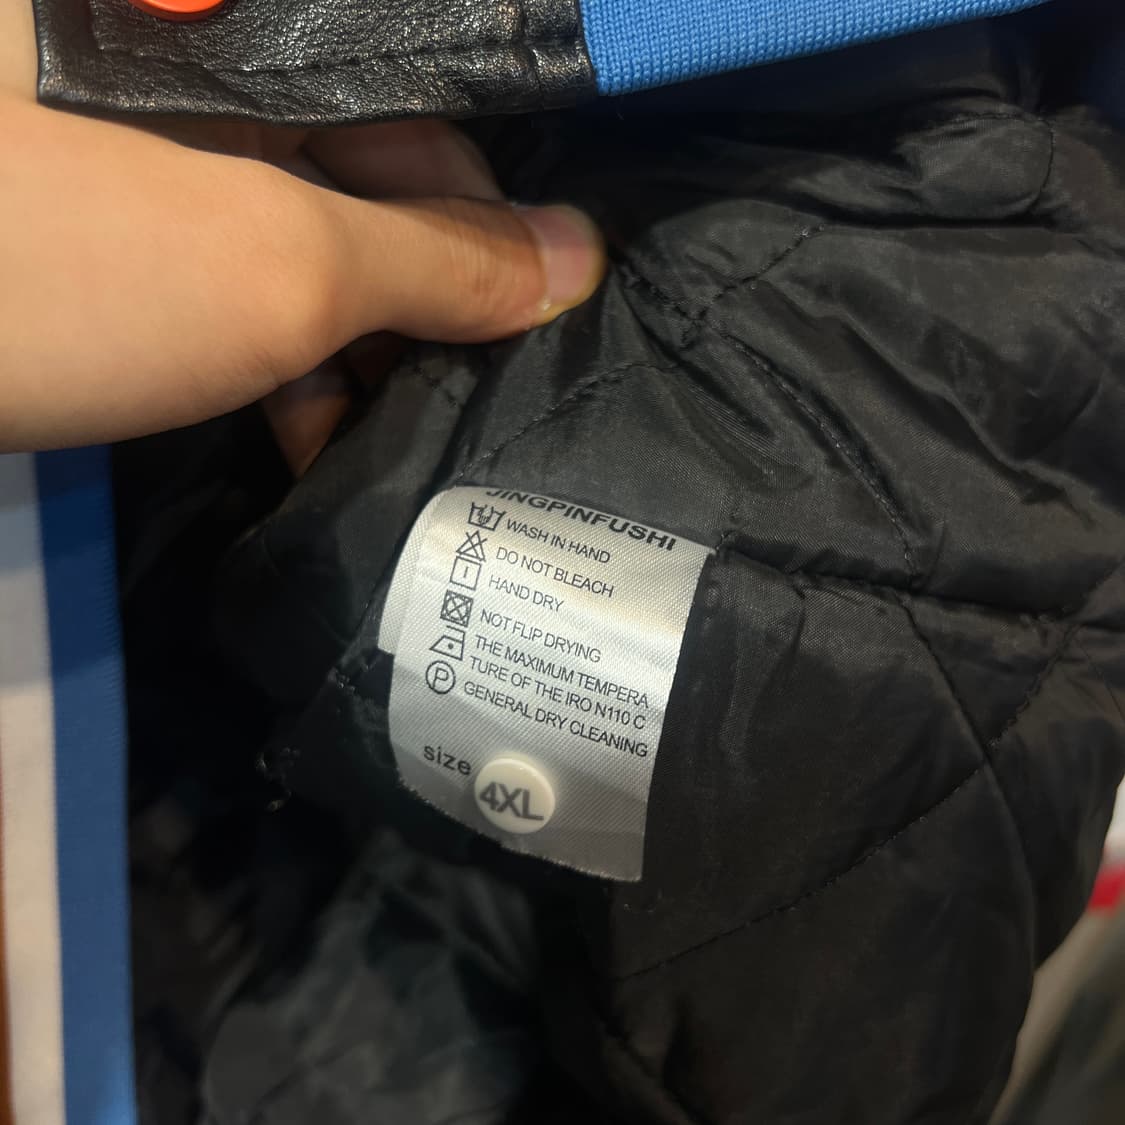 JINGPINFUSHI
WASH IN HAND
DO NOT BLEACH
HAND DRY
NOT FLIP DRYING
THE MAXIMUM TEMPERA
TURE OF THE IRO N110 C
P
GENERAL DRY CLEANING
size
4XL